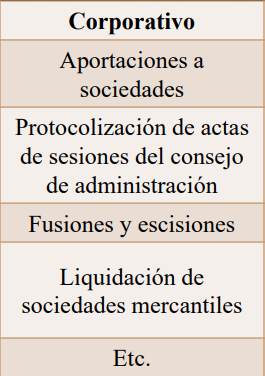 Corporativo
Aportaciones a
sociedades
Protocolización de actas
de sesiones del consejo
de administración
Fusiones y escisiones
Liquidación de
sociedades mercantiles
Etc.